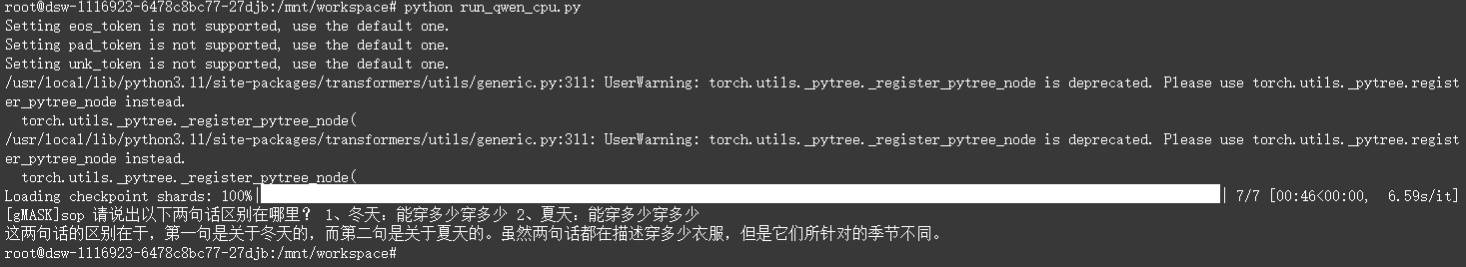 root@dsw-1116923-6478c8bc77-27djb:/mnt/workspace# python run_qwen_cpu.py
Setting eos_token is not supported, use the default one.
Setting pad_token is not supported, use the default one.
Setting unk_token is not supported, use the default one.
/usr/local/lib/python3.11/site-packages/transformers/utils/generic.py:311: UserWarning: torch.utils._pytree._register_pytree_node is deprecated. Please use torch.utils._pytree.regist
er_pytree_node instead.
  torch.utils._pytree._register_pytree_node(
/usr/local/lib/python3.11/site-packages/transformers/utils/generic.py:311: UserWarning: torch.utils._pytree._register_pytree_node is deprecated. Please use torch.utils._pytree.regist
er_pytree_node instead.
  torch.utils._pytree._register_pytree_node(
Loading checkpoint shards: 100%| | 7/7 [00:46<00:00, 6.59s/it]
[gMASK]sop 请说出以下两句话区别在哪里? 1、冬天:能穿多少穿多少 2、夏天:能穿多少穿多少
这两句话的区别在于,第一句是关于冬天的,而第二句是关于夏天的。虽然两句话都在描述穿多少衣服,但是它们所针对的季节不同。
root@dsw-1116923-6478c8bc77-27djb:/mnt/workspace#